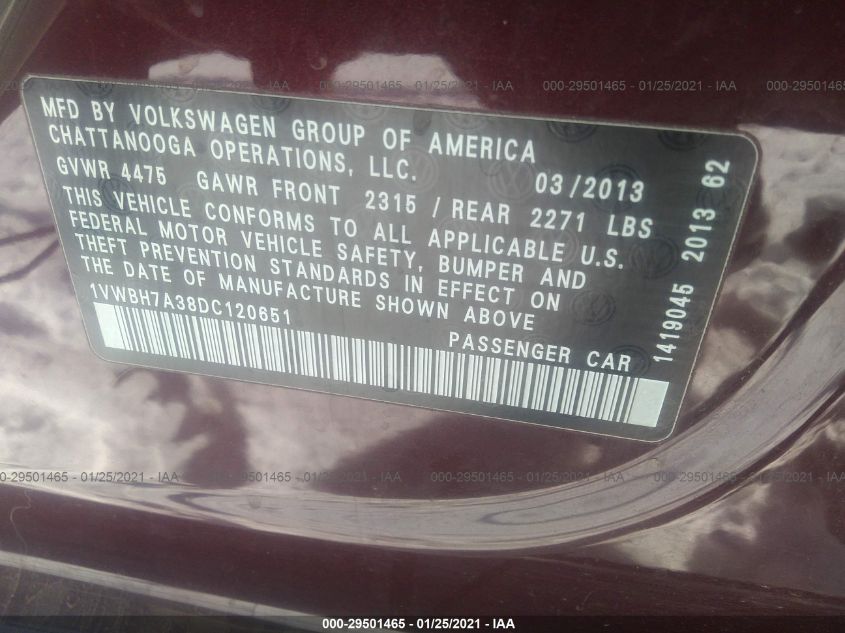 000-29501465 - 01/25/2021 - IAA
MFD BY VOLKSWAGEN GROUP OF AMERICA
CHATTANOOGA OPERATIONS, LLC.
03/2013
GVWR 4475 GAWR FRONT 2315 / REAR 2271 LBS
THIS VEHICLE CONFORMS TO ALL APPLICABLE U.S.
FEDERAL MOTOR VEHICLE SAFETY, BUMPER AND
THEFT PREVENTION STANDARDS IN EFFECT ON
THE DATE OF MANUFACTURE SHOWN ABOVE
1VWBH7A38DC120651
PASSENGER CAR
1419045 2013 62
000-29501465 - 01/25/2021 - IAA
000-29501465 - 01/25/2021 - IAA